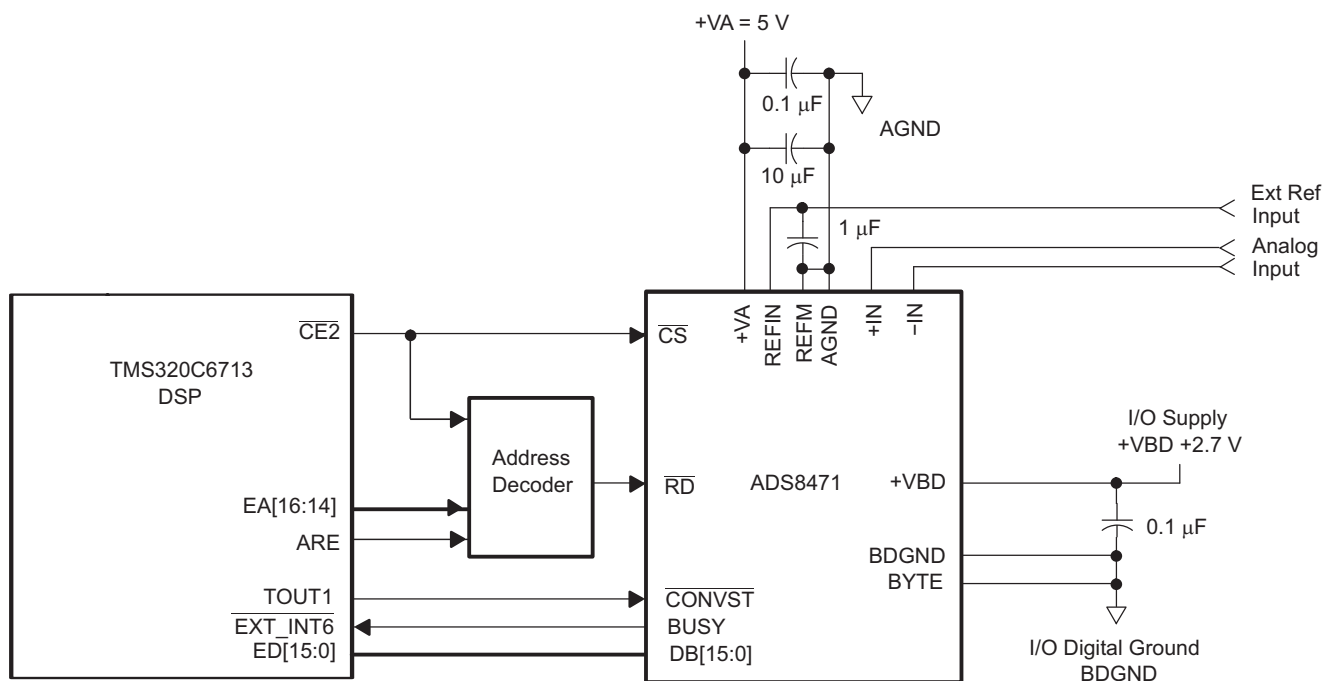 +VA = 5 V
0.1 μF
AGND
10 μF
Ext Ref
Input
1 μF
Analog
Input
+VA
REFIN
REFM
AGND
+IN
−IN
CE2
CS
TMS320C6713
DSP
I/O Supply
+VBD +2.7 V
Address
Decoder
RD
ADS8471
+VBD
EA[16:14]
0.1 μF
ARE
BDGND
BYTE
TOUT1
CONVST
EXT_INT6
BUSY
ED[15:0]
DB[15:0]
I/O Digital Ground
BDGND